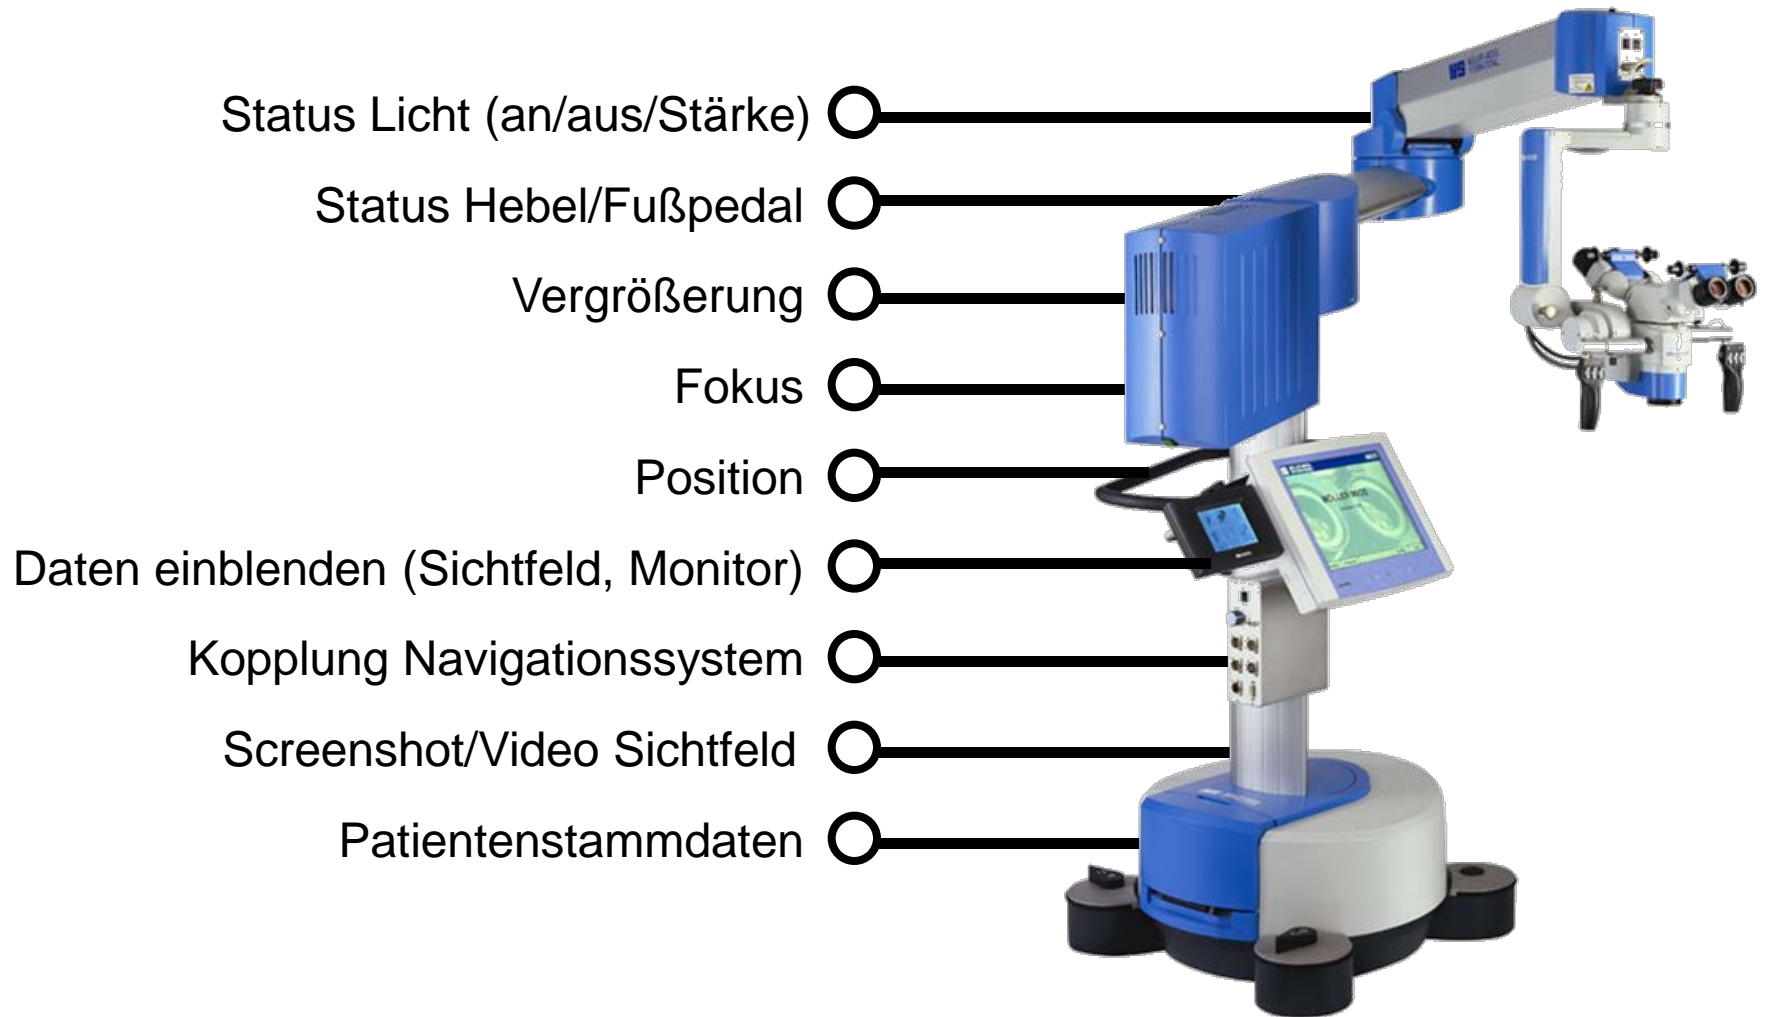 Status Licht (an/aus/Stärke)
Status Hebel/Fußpedal
Vergrößerung
Fokus
Position
Daten einblenden (Sichtfeld, Monitor)
Kopplung Navigationssystem
Screenshot/Video Sichtfeld
Patientenstammdaten